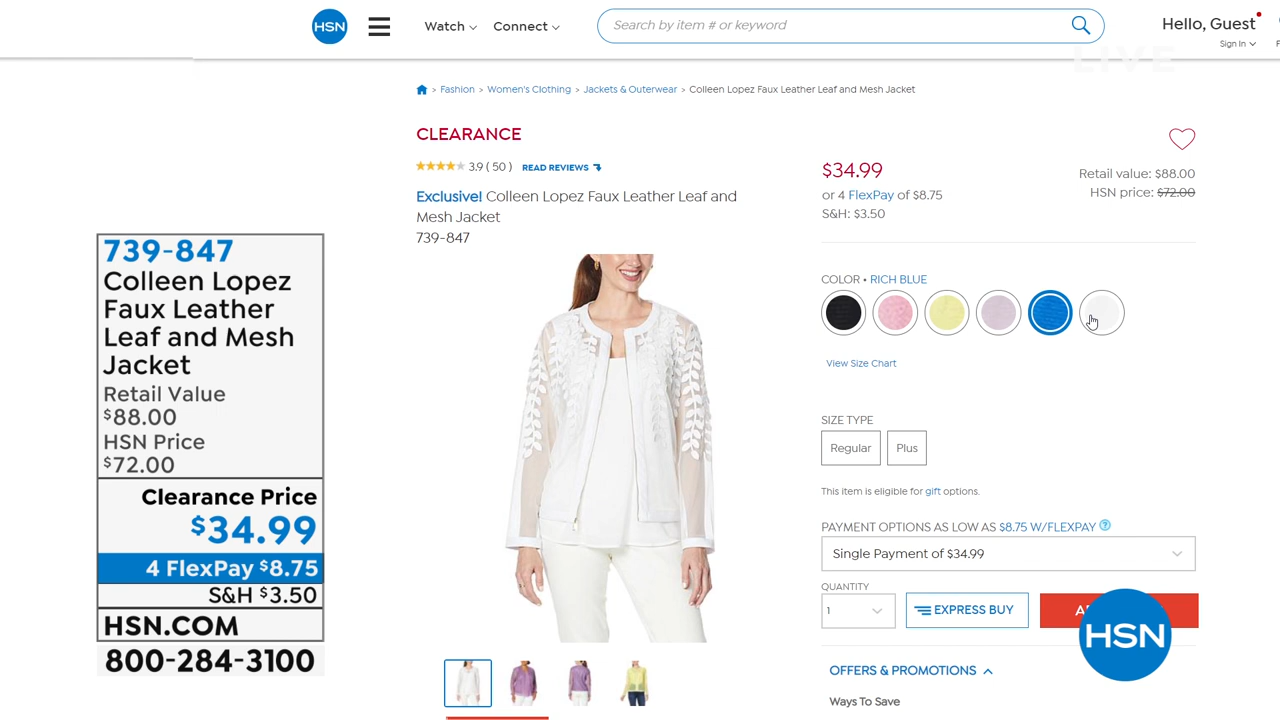 HSN
Watch
Connect
Search by item # or keyword
Hello, Guest
Sign In
LIVE
> Fashion > Women's Clothing > Jackets & Outerwear > Colleen Lopez Faux Leather Leaf and Mesh Jacket
CLEARANCE
3.9 ( 50 ) READ REVIEWS
Exclusive! Colleen Lopez Faux Leather Leaf and
Mesh Jacket
739-847
$34.99
or 4 FlexPay of $8.75
S&H: $3.50
Retail value: $88.00
HSN price: $72.00
COLOR • RICH BLUE
View Size Chart
SIZE TYPE
Regular
Plus
This item is eligible for gift options.
PAYMENT OPTIONS AS LOW AS $8.75 W/FLEXPAY ?
Single Payment of $34.99
QUANTITY
1
EXPRESS BUY
HSN
OFFERS & PROMOTIONS
Ways To Save
739-847
Colleen Lopez
Faux Leather
Leaf and Mesh
Jacket
Retail Value
$88.00
HSN Price
$72.00
Clearance Price
$34.99
4 FlexPay $8.75
S&H $3.50
HSN.COM
800-284-3100